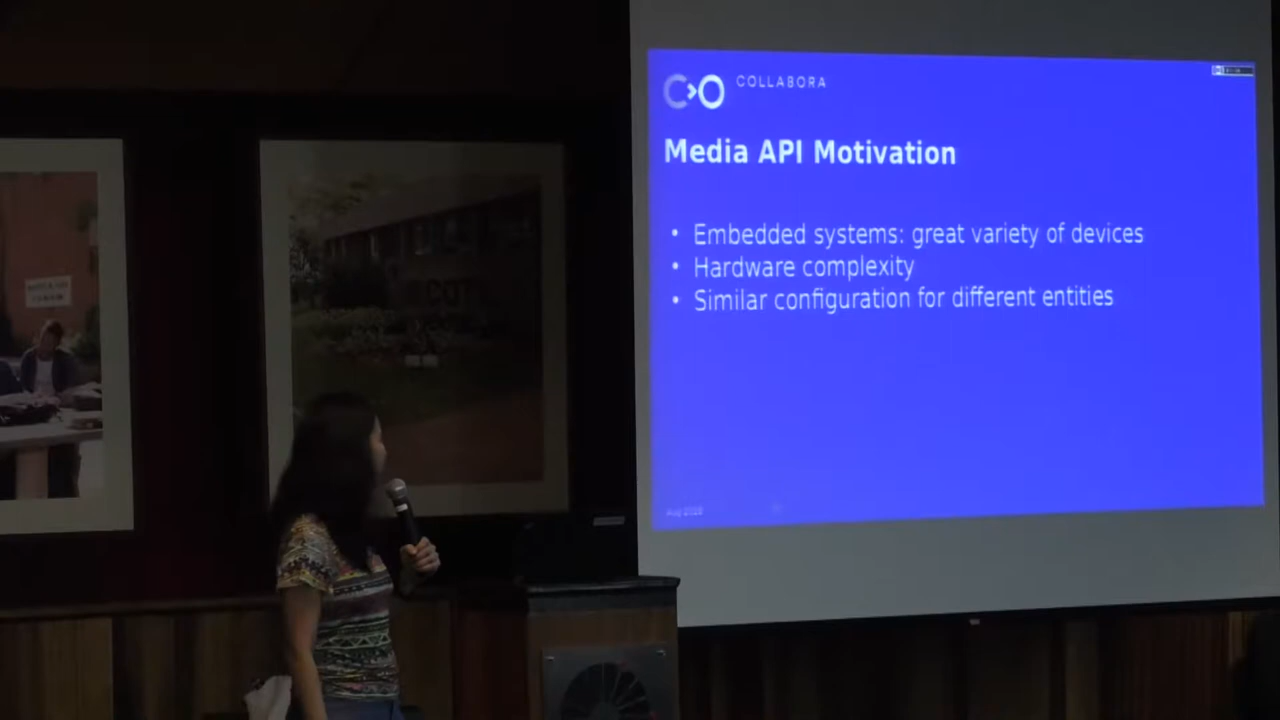 COLLABORA
Media API Motivation
• Embedded systems: great variety of devices
• Hardware complexity
• Similar configuration for different entities